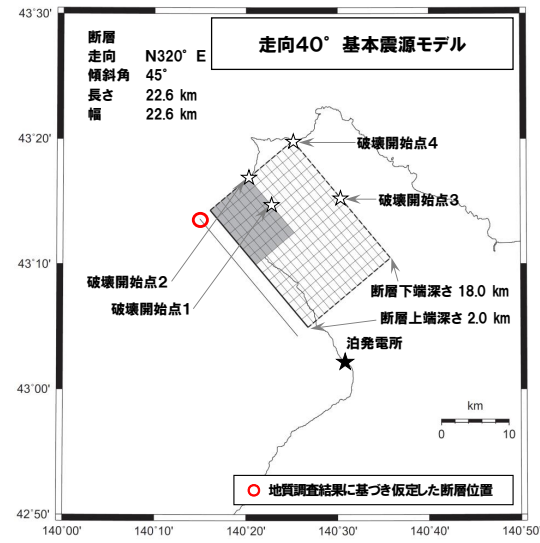 走向40° 基本震源モデル
断層
走向 N320° E
傾斜角 45°
長さ 22.6 km
幅 22.6 km
破壊開始点4
破壊開始点3
破壊開始点2
破壊開始点1
断層下端深さ 18.0 km
断層上端深さ 2.0 km
泊発電所
km
0 10
地質調査結果に基づき仮定した断層位置
43°30'
43°20'
43°10'
43°00'
42°50'
140°00' 140°10' 140°20' 140°30' 140°40' 140°50'